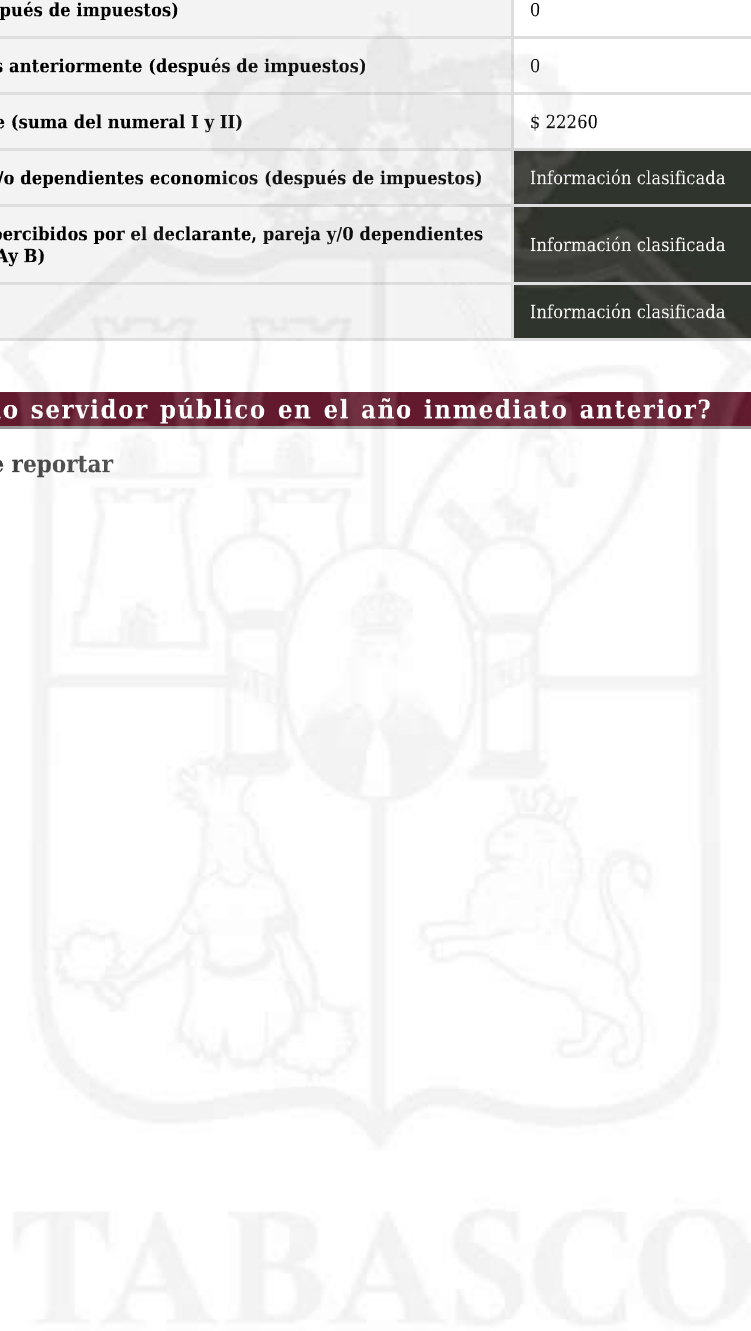 pués de impuestos)
0
s anteriormente (después de impuestos)
0
e (suma del numeral I y II)
$ 22260
/o dependientes economicos (después de impuestos)
Información clasificada
percibidos por el declarante, pareja y/0 dependientes
Ay B)
Información clasificada
Información clasificada
o servidor público en el año inmediato anterior?
e reportar
TABASCO